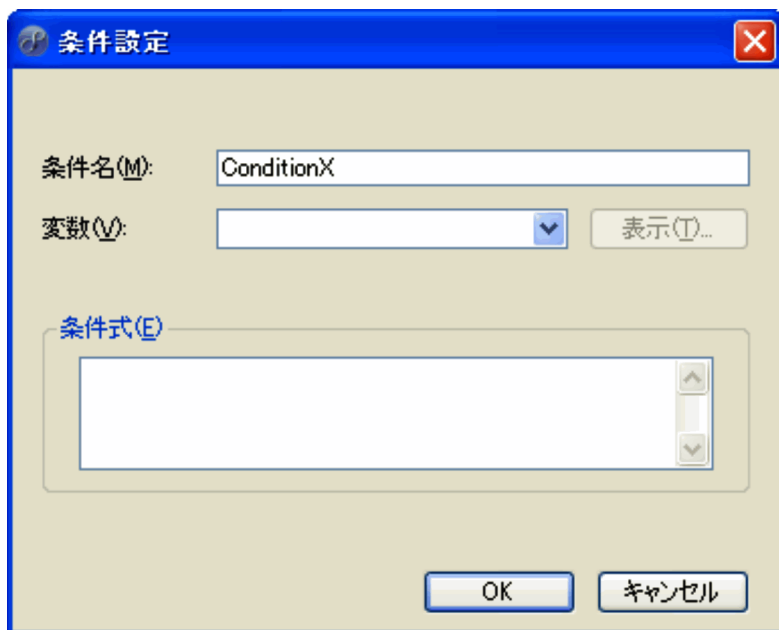 条件設定
条件名(M): ConditionX
変数(V): 表示(T)...
条件式(E)
OK キャンセル